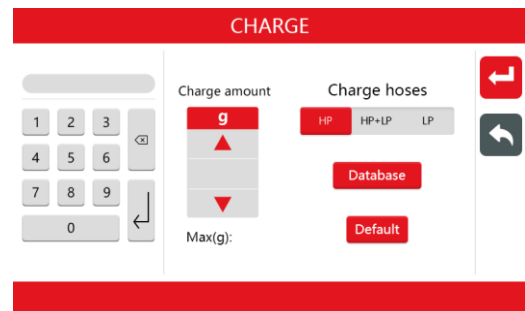 CHARGE
1 2 3
4 5 6
7 8 9
0
Charge amount
g
Max(g):
Charge hoses
HP HP+LP LP
Database
Default